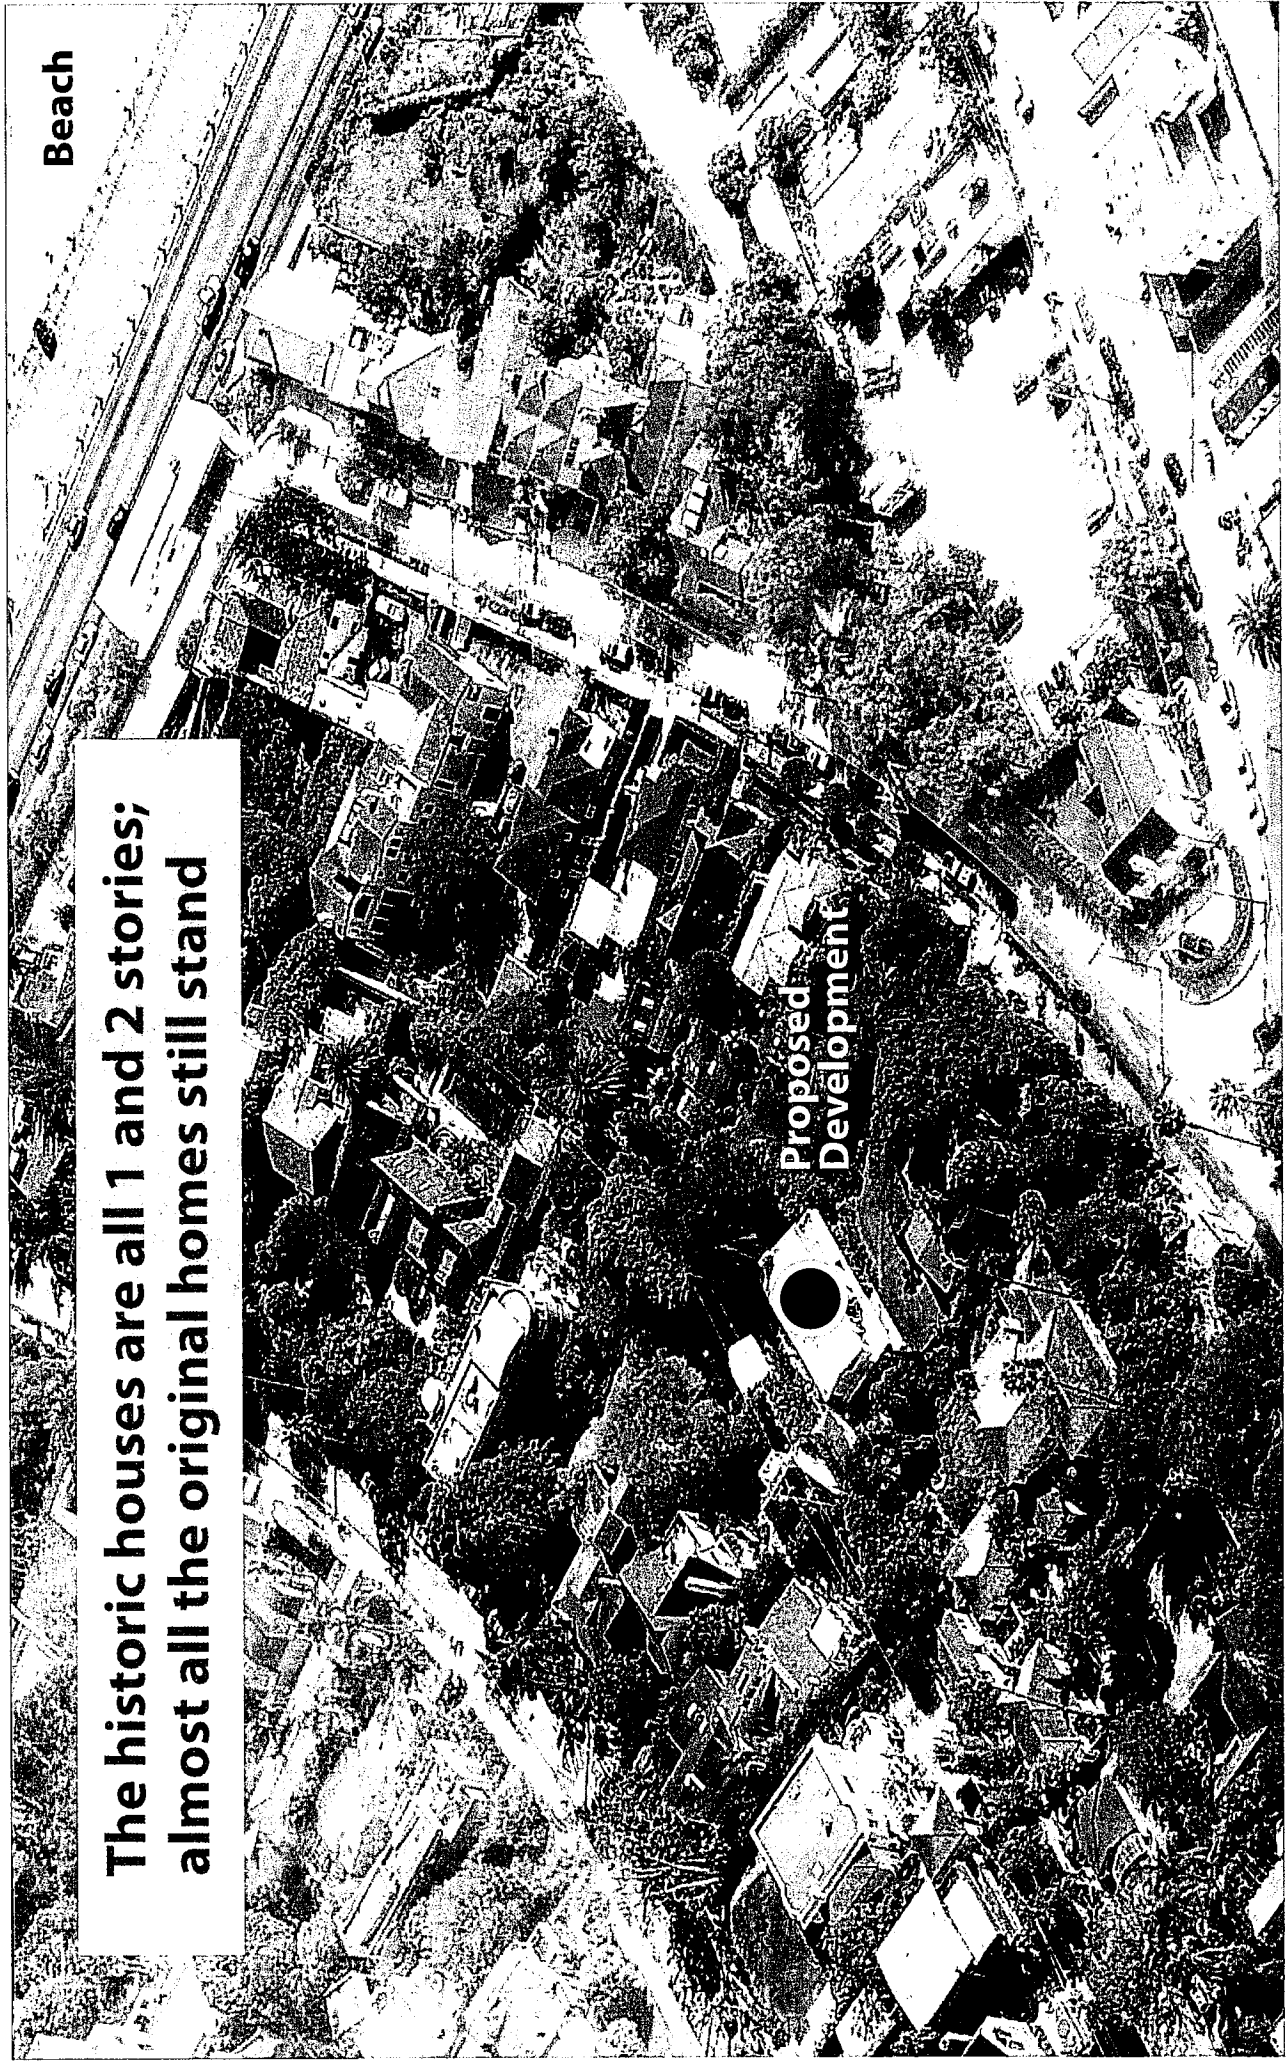 Beach
The historic houses are all 1 and 2 stories;
almost all the original homes still stand
Proposed
Development